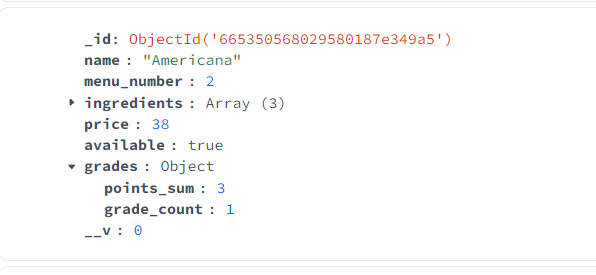 _id: ObjectId('665350568029580187e349a5')
name : "Americana"
menu_number : 2
ingredients : Array (3)
price : 38
available : true
grades : Object
points_sum : 3
grade_count : 1
__v : 0